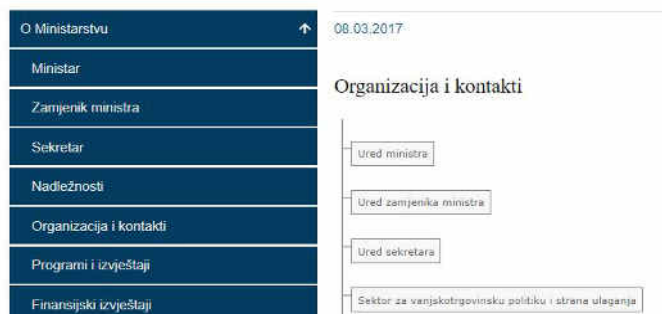 O Ministarstvu
Ministar
Zamjenik ministra
Sekretar
Nadležnosti
Organizacija i kontakti
Programi i izvještaji
Finansijski izvještaji
08.03.2017
Organizacija i kontakti
Ured ministra
Ured zamjenika ministra
Ured sekretara
Sektor za vanjskotrgovinsku politiku i strana ulaganja